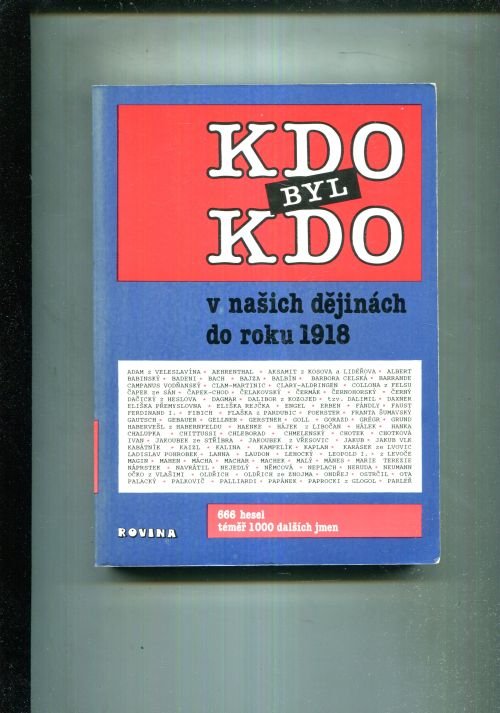 KDO
BYL
KDO
v našich dějinách
do roku 1918
ADAM z VELESLAVÍNA • AEHRENTHAL • AKSAMIT z KOSOVA a LIDÉŘOVA • ALBERT
BABINSKÝ • BADENI • BACH • BAJZA • BALBÍN • BARBORA CELSKÁ • BARRANDE
CAMPANUS VODŇANSKÝ • CLAM-MARTINIC • CLARY-ALDRINGEN • COLLONA z FELSU
ČAPEK ze SÁN • ČAPEK-CHOD • ČELAKOVSKÝ • ČERMÁK • ČERNOHORSKÝ • ČERNÝ
DAČICKÝ z HESLOVA • DAGMAR • DALIBOR z KOZOJED • tzv. DALIMIL • DAXNER
ELIŠKA PŘEMYSLOVNA • ELIŠKA REJČKA • ENGEL • ERBEN • FÁNDLY • FAUST
FERDINAND I. • FIBICH • FLAŠKA z PARDUBIC • FOERSTER • FRANTA ŠUMAVSKÝ
GAUTSCH • GEBAUER • GELLNER • GERSTNER • GOLL • GORAZD • GRÉGR • GRUND
HABERVEŠL z HABERNFELDU • HAENKE • HÁJEK z LIBOČAN • HÁLEK • HANKA
CHALUPKA • CHITTUSSI • CHLEBORAD • CHMELENSKÝ • CHOTEK • CHOTKOVÁ
IVAN • JAKOUBEK ze STŘÍBRA • JAKOUBEK z VŘESOVIC • JAKUB • JAKUB VLK
KABÁTNÍK • KAIZL • KALINA • KAMPELÍK • KAPLAN • KARÁSEK ze LVOVIC
LADISLAV POHROBEK • LANNA • LAUDON • LENOCKÝ • LEOPOLD I. • z LEVOČE
MAGIN • MAHEN • MÁCHA • MACHAR • MACHEK • MALÝ • MÁNES • MARIE TEREZIE
NÁPRSTEK • NAVRÁTIL • NEJEDLÝ • NĚMCOVÁ • NEPLACH • NERUDA • NEUMANN
OČKO z VLAŠIMI • OLDŘICH • OLDŘICH ze ZNOJMA • ONDŘEJ • OSTRČIL • OTA
PALACKÝ • PALKOVIČ • PALLIARDI • PAPÁNEK • PAPROCKI z GLOGOL • PARLÉŘ
666 hesel
téměř 1000 dalších jmen
ROVINA